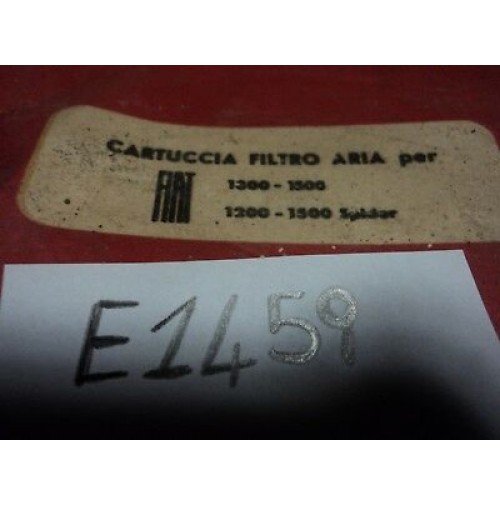 CARTUCCIA FILTRO ARIA per
FIAT
1300 - 1500
1200 - 1500 Spider
E1459